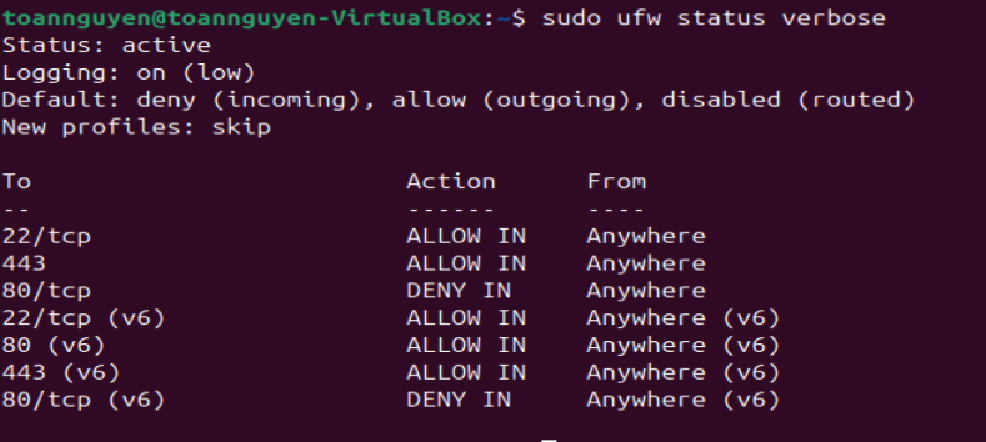 toannguyen@toannguyen-VirtualBox:~$ sudo ufw status verbose
Status: active
Logging: on (low)
Default: deny (incoming), allow (outgoing), disabled (routed)
New profiles: skip
To                         Action      From
--                         ------      ----
22/tcp                     ALLOW IN    Anywhere
443                        ALLOW IN    Anywhere
80/tcp                     DENY IN     Anywhere
22/tcp (v6)                ALLOW IN    Anywhere (v6)
80 (v6)                    ALLOW IN    Anywhere (v6)
443 (v6)                   ALLOW IN    Anywhere (v6)
80/tcp (v6)                DENY IN     Anywhere (v6)